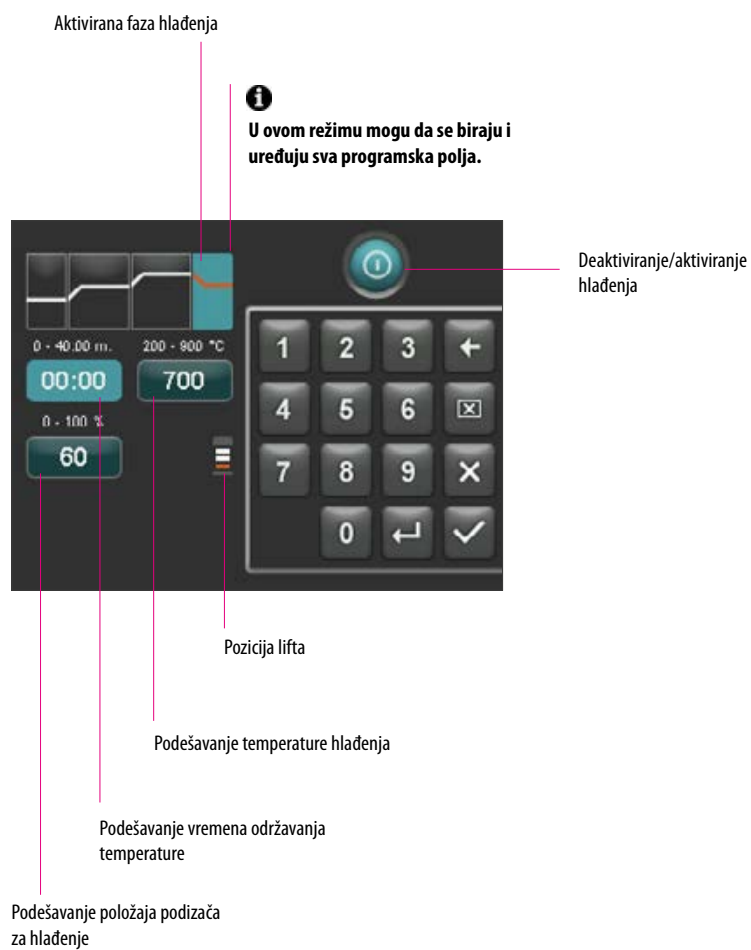 Aktivirana faza hlađenja
U ovom režimu mogu da se biraju i
uređuju sva programska polja.
Deaktiviranje/aktiviranje
hlađenja
0 - 40.00 m. 200 - 900 °C
00:00 700
0 - 100 %
60
1 2 3
4 5 6
7 8 9
0
Pozicija lifta
Podešavanje temperature hlađenja
Podešavanje vremena održavanja
temperature
Podešavanje položaja podizača
za hlađenje